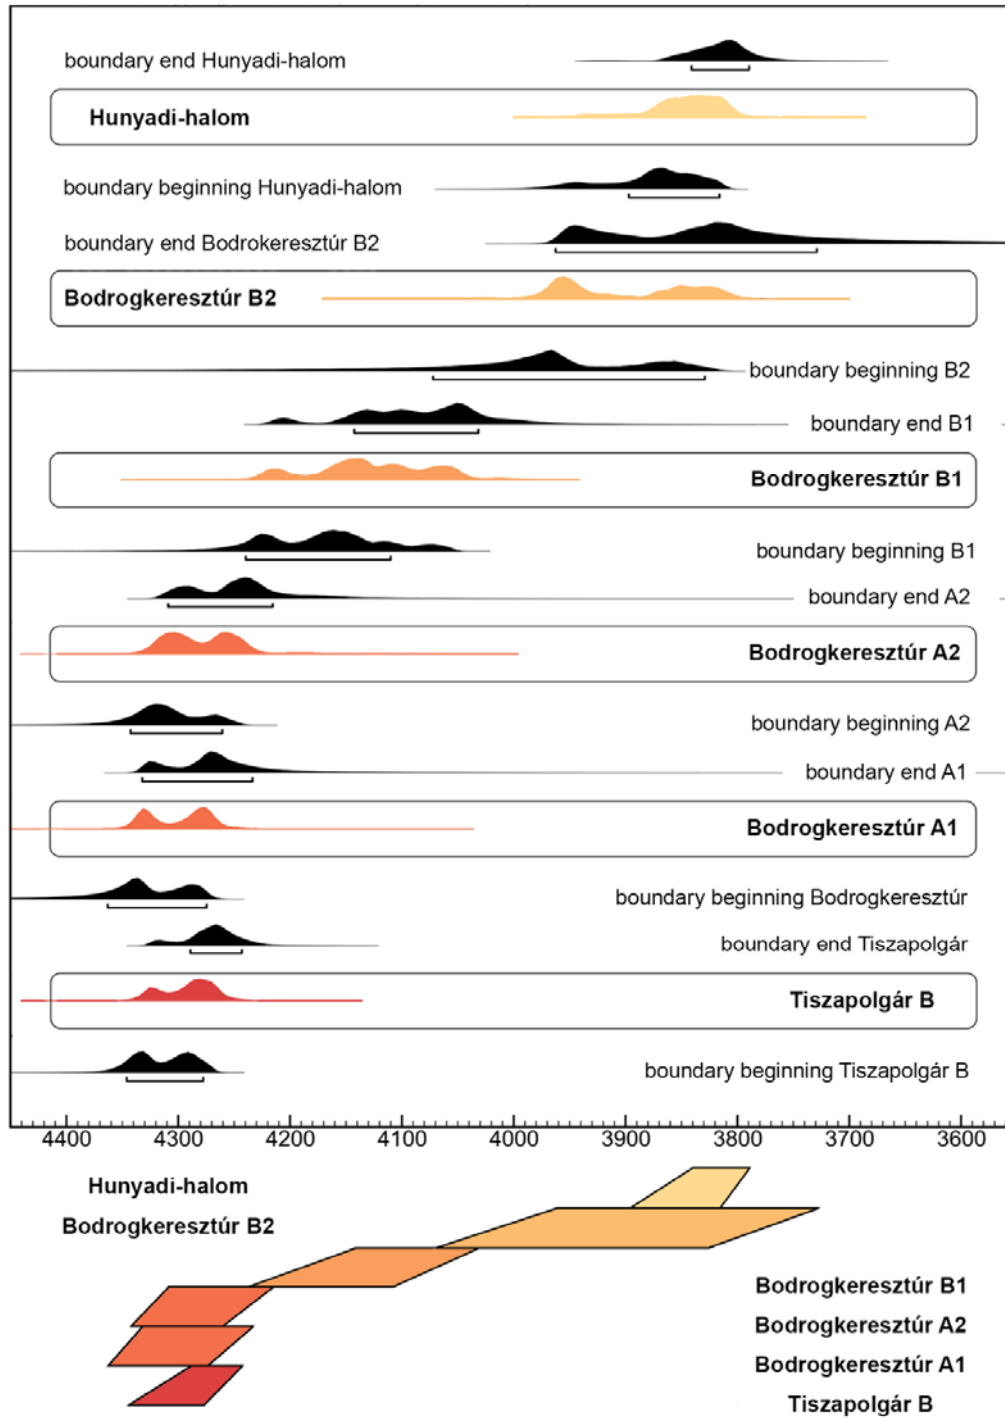 boundary end Hunyadi-halom
Hunyadi-halom
boundary beginning Hunyadi-halom
boundary end Bodrokeresztúr B2
Bodrogkeresztúr B2
boundary beginning B2
boundary end B1
Bodrogkeresztúr B1
boundary beginning B1
boundary end A2
Bodrogkeresztúr A2
boundary beginning A2
boundary end A1
Bodrogkeresztúr A1
boundary beginning Bodrogkeresztúr
boundary end Tiszapolgár
Tiszapolgár B
boundary beginning Tiszapolgár B
4400 4300 4200 4100 4000 3900 3800 3700 3600
Hunyadi-halom
Bodrogkeresztúr B2
Bodrogkeresztúr B1
Bodrogkeresztúr A2
Bodrogkeresztúr A1
Tiszapolgár B